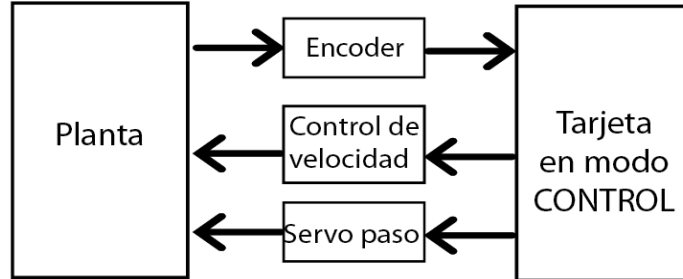 Planta
Encoder
Control de
velocidad
Servo paso
Tarjeta
en modo
CONTROL